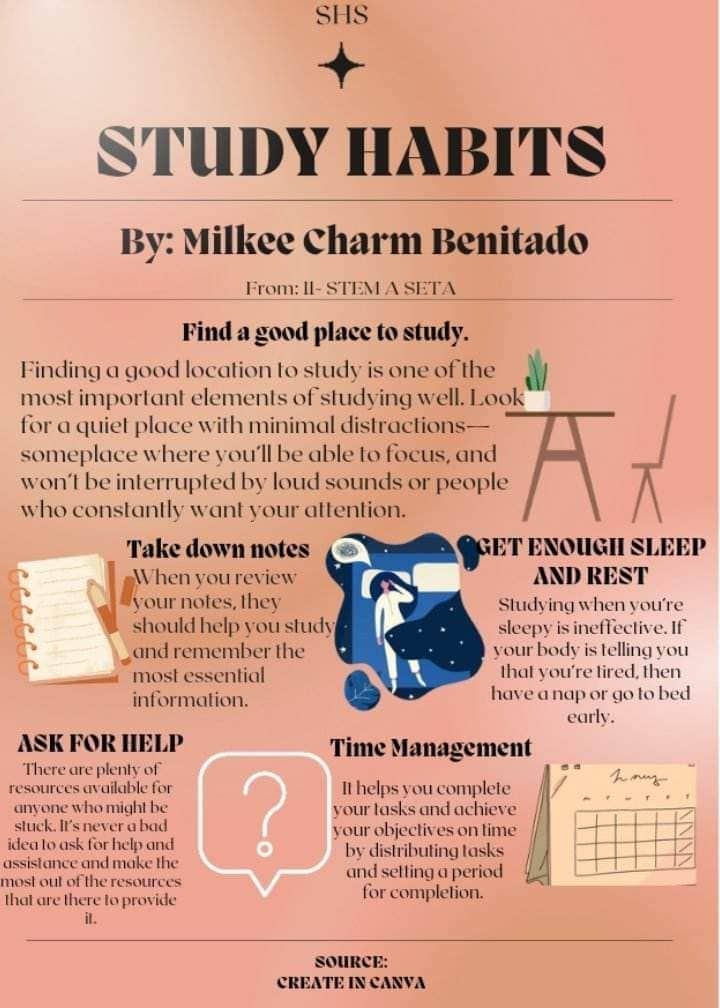 SHS
STUDY HABITS
By: Milkee Charm Benitado
From: II- STEM A SETA
Find a good place to study.
Finding a good location to study is one of the
most important elements of studying well. Look
for a quiet place with minimal distractions—
someplace where you'll be able to focus, and
won't be interrupted by loud sounds or people
who constantly want your attention.
Take down notes
When you review
your notes, they
should help you study
and remember the
most essential
information.
GET ENOUGH SLEEP
AND REST
Studying when you're
sleepy is ineffective. If
your body is telling you
that you're tired, then
have a nap or go to bed
early.
ASK FOR HELP
There are plenty of
resources available for
anyone who might be
stuck. It's never a bad
idea to ask for help and
assistance and make the
most out of the resources
that are there to provide
it.
?
Time Management
It helps you complete
your tasks and achieve
your objectives on time
by distributing tasks
and setting a period
for completion.
SOURCE:
CREATE IN CANVA